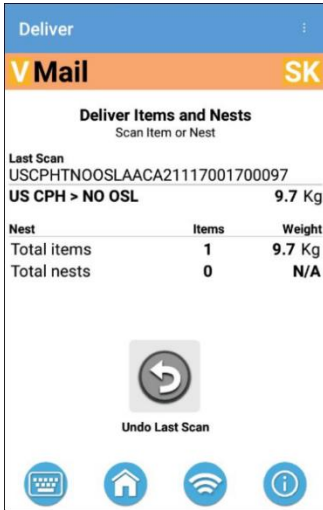 Deliver
V Mail SK
Deliver Items and Nests
Scan Item or Nest
Last Scan
USCPHTNOOSLAACA21117001700097
US CPH > NO OSL 9.7 Kg
Nest Items Weight
Total items 1 9.7 Kg
Total nests 0 N/A
Undo Last Scan